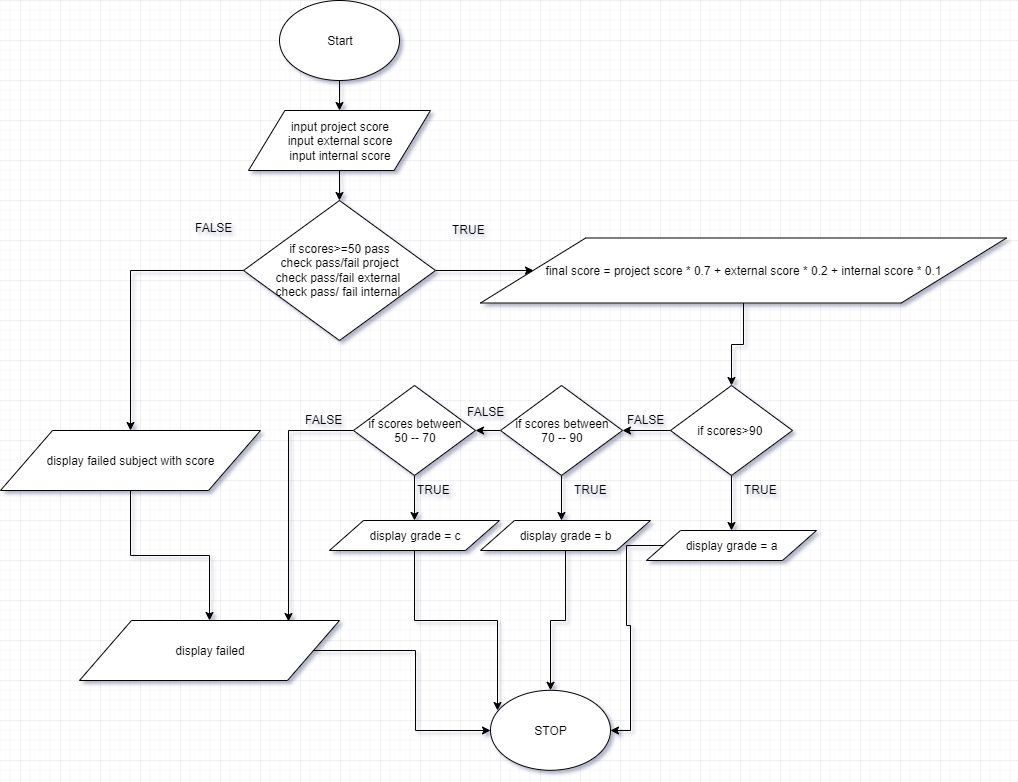 Start
input project score
input external score
input internal score
FALSE
TRUE
if scores>=50 pass
check pass/fail project
check pass/fail external
check pass/ fail internal
final score = project score * 0.7 + external score * 0.2 + internal score * 0.1
FALSE
if scores between
50 -- 70
FALSE
if scores between
70 -- 90
FALSE
if scores>90
display failed subject with score
TRUE
TRUE
TRUE
display grade = c
display grade = b
display grade = a
display failed
STOP